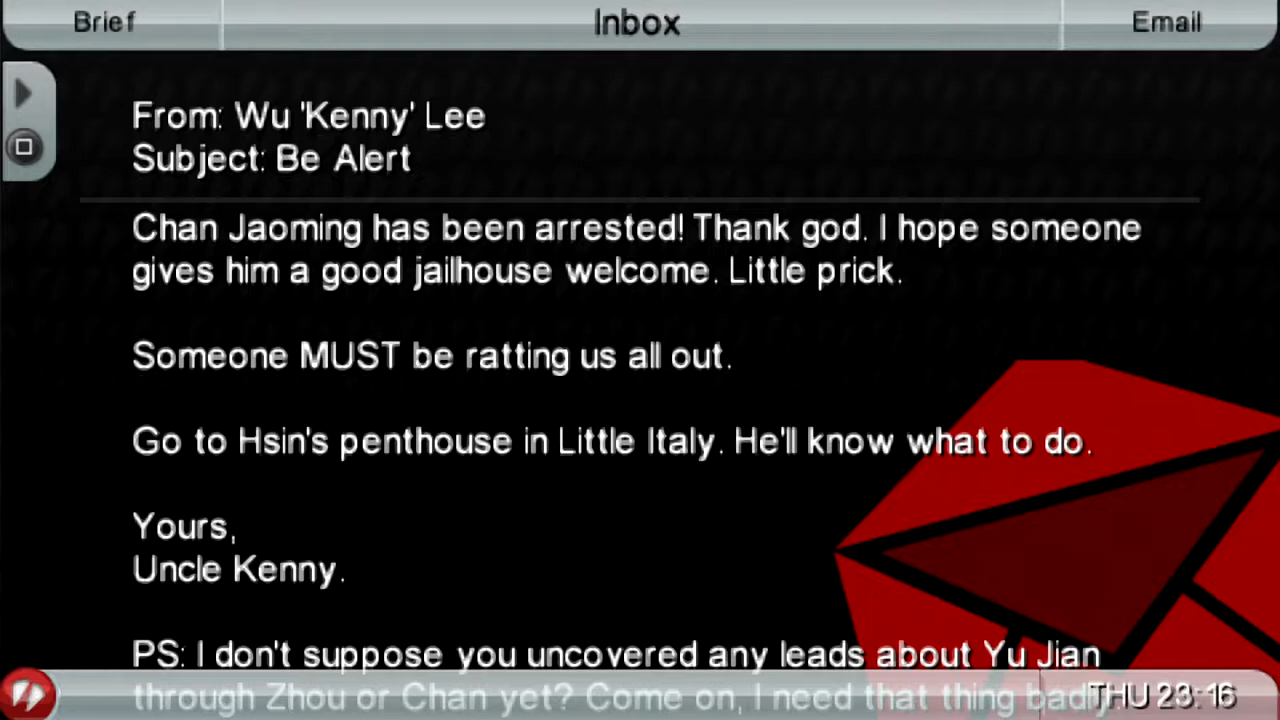 Brief
Inbox
Email
From: Wu 'Kenny' Lee
Subject: Be Alert
Chan Jaoming has been arrested! Thank god. I hope someone
gives him a good jailhouse welcome. Little prick.
Someone MUST be ratting us all out.
Go to Hsin's penthouse in Little Italy. He'll know what to do.
Yours,
Uncle Kenny.
PS: I don't suppose you uncovered any leads about Yu Jian
through Zhou or Chan yet? Come on, I need that thing badly.
THU 23:16